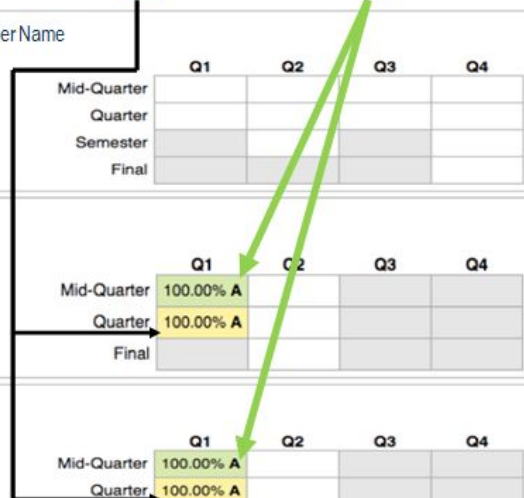 er Name
Q1 Q2 Q3 Q4
Mid-Quarter
Quarter
Semester
Final
Q1 Q2 Q3 Q4
Mid-Quarter 100.00% A
Quarter 100.00% A
Final
Q1 Q2 Q3 Q4
Mid-Quarter 100.00% A
Quarter 100.00% A